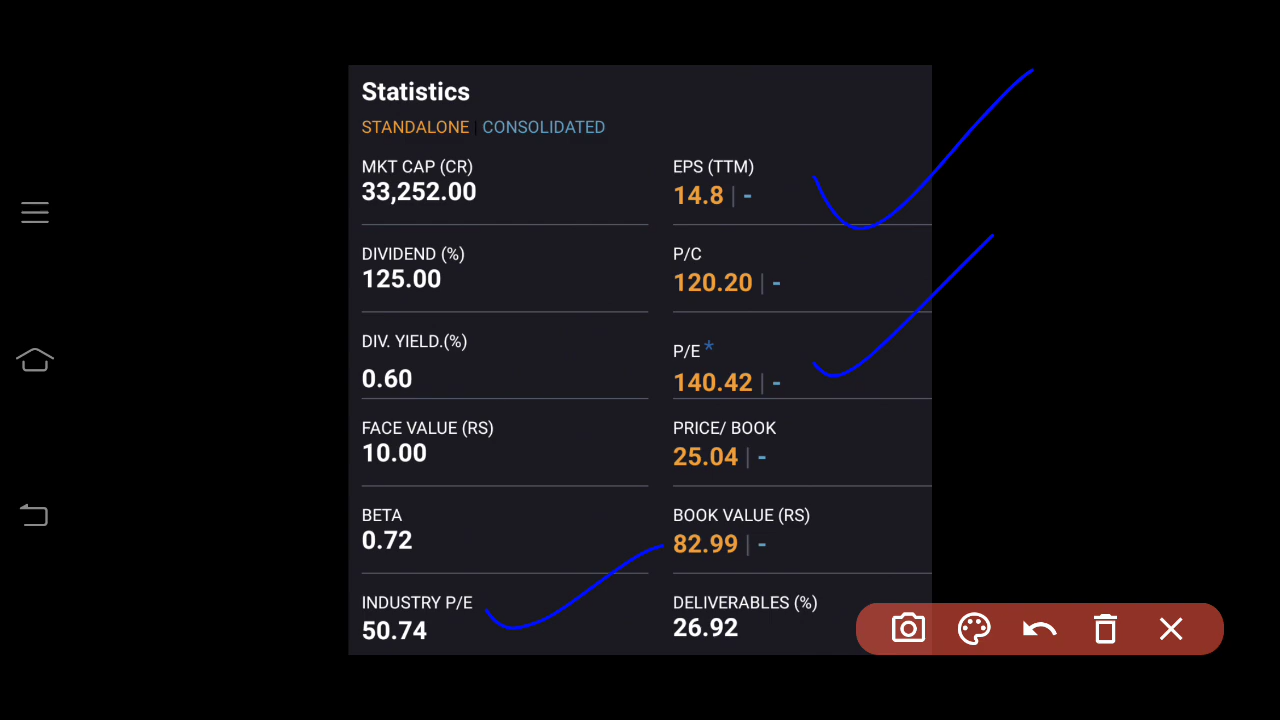 Statistics
STANDALONE | CONSOLIDATED
MKT CAP (CR)
33,252.00
EPS (TTM)
14.8 | -
DIVIDEND (%)
125.00
P/C
120.20 | -
DIV. YIELD.(%)
0.60
P/E *
140.42 | -
FACE VALUE (RS)
10.00
PRICE/ BOOK
25.04 | -
BETA
0.72
BOOK VALUE (RS)
82.99 | -
INDUSTRY P/E
50.74
DELIVERABLES (%)
26.92